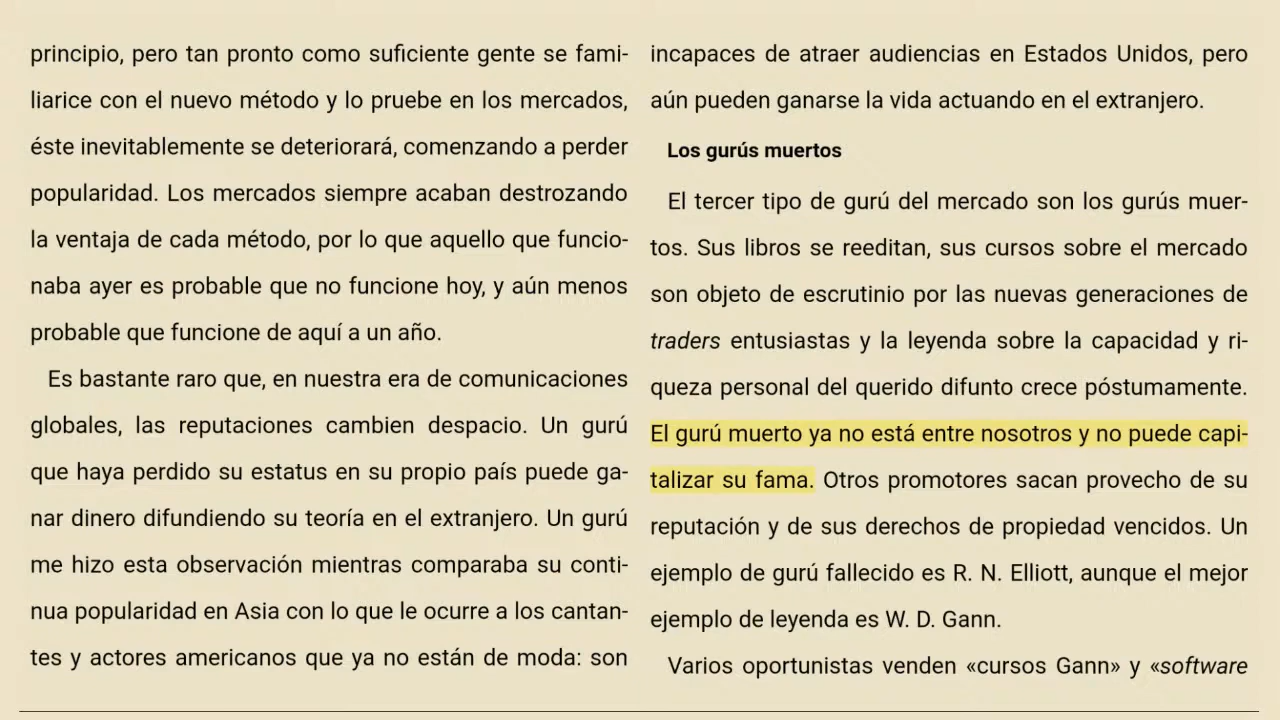 principio, pero tan pronto como suficiente gente se fami-
liarice con el nuevo método y lo pruebe en los mercados,
éste inevitablemente se deteriorará, comenzando a perder
popularidad. Los mercados siempre acaban destrozando
la ventaja de cada método, por lo que aquello que funcio-
naba ayer es probable que no funcione hoy, y aún menos
probable que funcione de aquí a un año.
Es bastante raro que, en nuestra era de comunicaciones
globales, las reputaciones cambien despacio. Un gurú
que haya perdido su estatus en su propio país puede ga-
nar dinero difundiendo su teoría en el extranjero. Un gurú
me hizo esta observación mientras comparaba su conti-
nua popularidad en Asia con lo que le ocurre a los cantan-
tes y actores americanos que ya no están de moda: son
incapaces de atraer audiencias en Estados Unidos, pero
aún pueden ganarse la vida actuando en el extranjero.
Los gurús muertos
El tercer tipo de gurú del mercado son los gurús muer-
tos. Sus libros se reeditan, sus cursos sobre el mercado
son objeto de escrutinio por las nuevas generaciones de
traders entusiastas y la leyenda sobre la capacidad y ri-
queza personal del querido difunto crece póstumamente.
El gurú muerto ya no está entre nosotros y no puede capi-
talizar su fama. Otros promotores sacan provecho de su
reputación y de sus derechos de propiedad vencidos. Un
ejemplo de gurú fallecido es R. N. Elliott, aunque el mejor
ejemplo de leyenda es W. D. Gann.
Varios oportunistas venden «cursos Gann» y «software